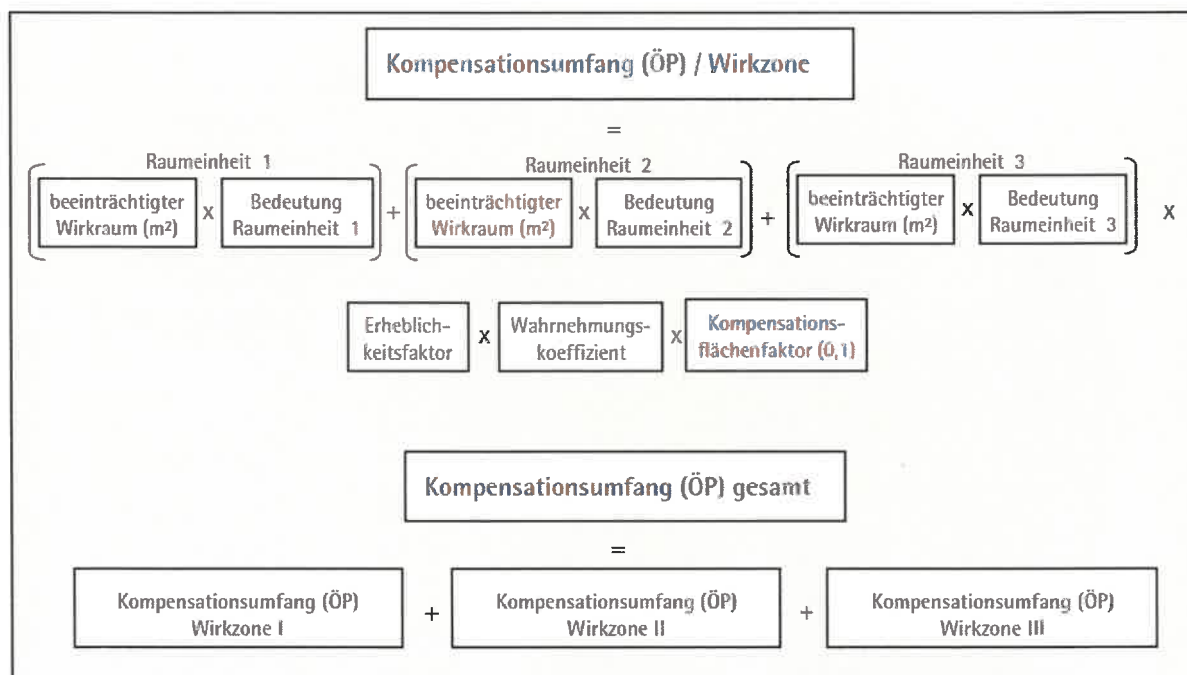 Kompensationsumfang (ÖP) / Wirkzone
=
Raumeinheit 1
Raumeinheit 2
Raumeinheit 3
( beeinträchtigter Wirkraum (m²) x Bedeutung Raumeinheit 1 ) + ( beeinträchtigter Wirkraum (m²) x Bedeutung Raumeinheit 2 ) + ( beeinträchtigter Wirkraum (m²) x Bedeutung Raumeinheit 3 ) x
Erheblich-
keitsfaktor
x
Wahrnehmungs-
koeffizient
x
Kompensations-
flächenfaktor (0,1)
Kompensationsumfang (ÖP) gesamt
=
Kompensationsumfang (ÖP)
Wirkzone I
+
Kompensationsumfang (ÖP)
Wirkzone II
+
Kompensationsumfang (ÖP)
Wirkzone III